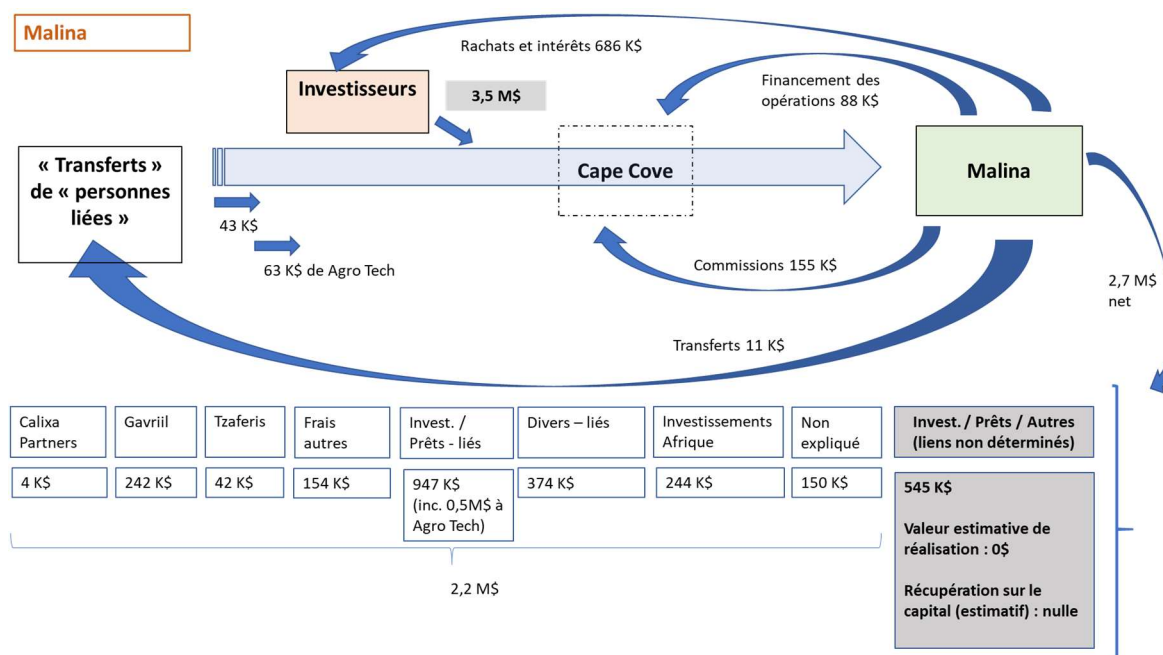 Malina
Rachats et intérêts 686 K$
Investisseurs
3,5 M$
Financement des
opérations 88 K$
« Transferts »
de « personnes
liées »
Cape Cove
Malina
43 K$
63 K$ de Agro Tech
Commissions 155 K$
2,7 M$
net
Transferts 11 K$
Calixa
Partners
Gavriil
Tzaferis
Frais
autres
Invest. /
Prêts - liés
Divers – liés
Investissements
Afrique
Non
expliqué
Invest. / Prêts / Autres
(liens non déterminés)
4 K$
242 K$
42 K$
154 K$
947 K$
(inc. 0,5M$ à
Agro Tech)
374 K$
244 K$
150 K$
545 K$
Valeur estimative de
réalisation : 0$
Récupération sur le
capital (estimatif) : nulle
2,2 M$